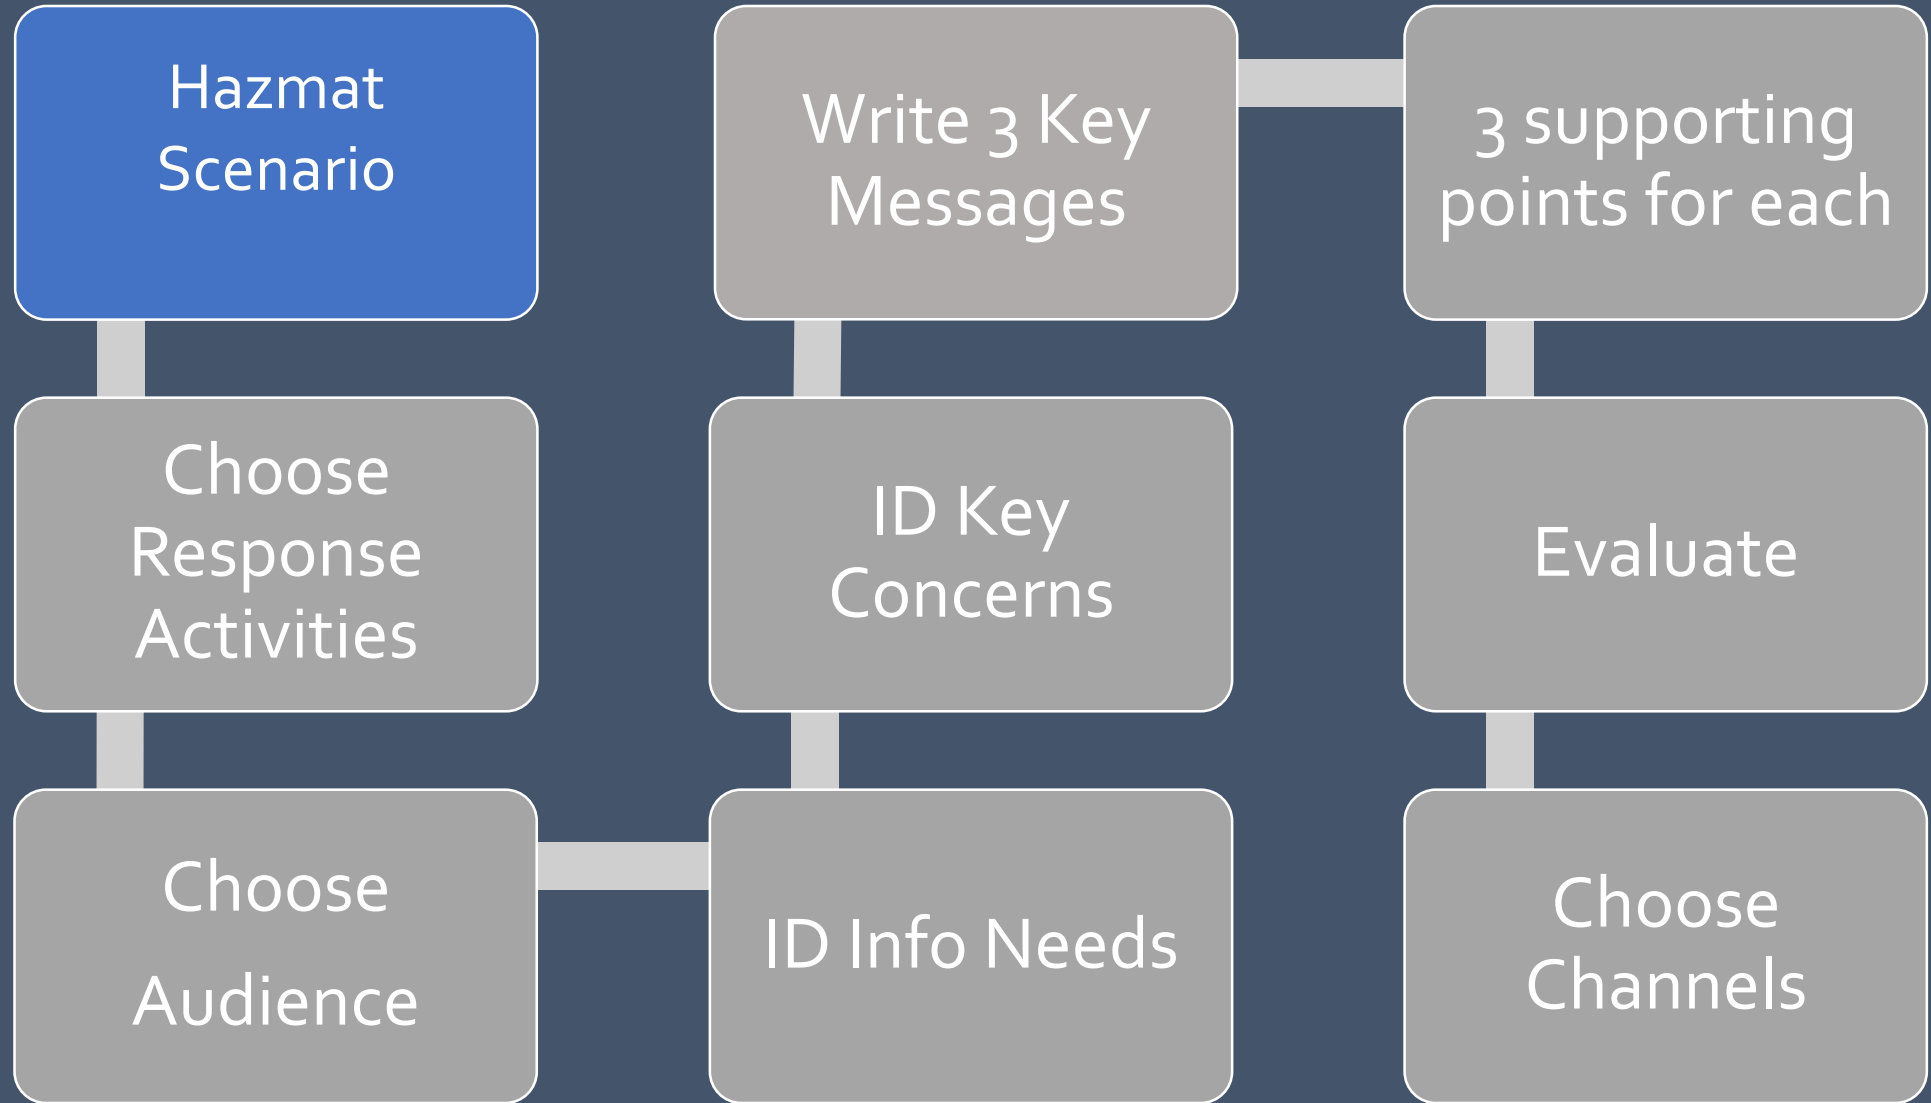 Hazmat
Scenario
Choose
Response
Activities
Choose
Audience
ID Info Needs
ID Key
Concerns
Write 3 Key
Messages
3 supporting
points for each
Evaluate
Choose
Channels